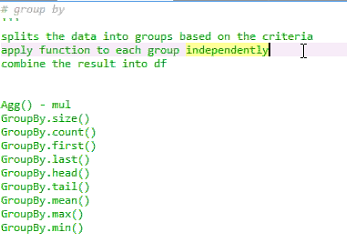 # group by
'''
splits the data into groups based on the criteria
apply function to each group independently
combine the result into df
Agg() - mul
GroupBy.size()
GroupBy.count()
GroupBy.first()
GroupBy.last()
GroupBy.head()
GroupBy.tail()
GroupBy.mean()
GroupBy.max()
GroupBy.min()